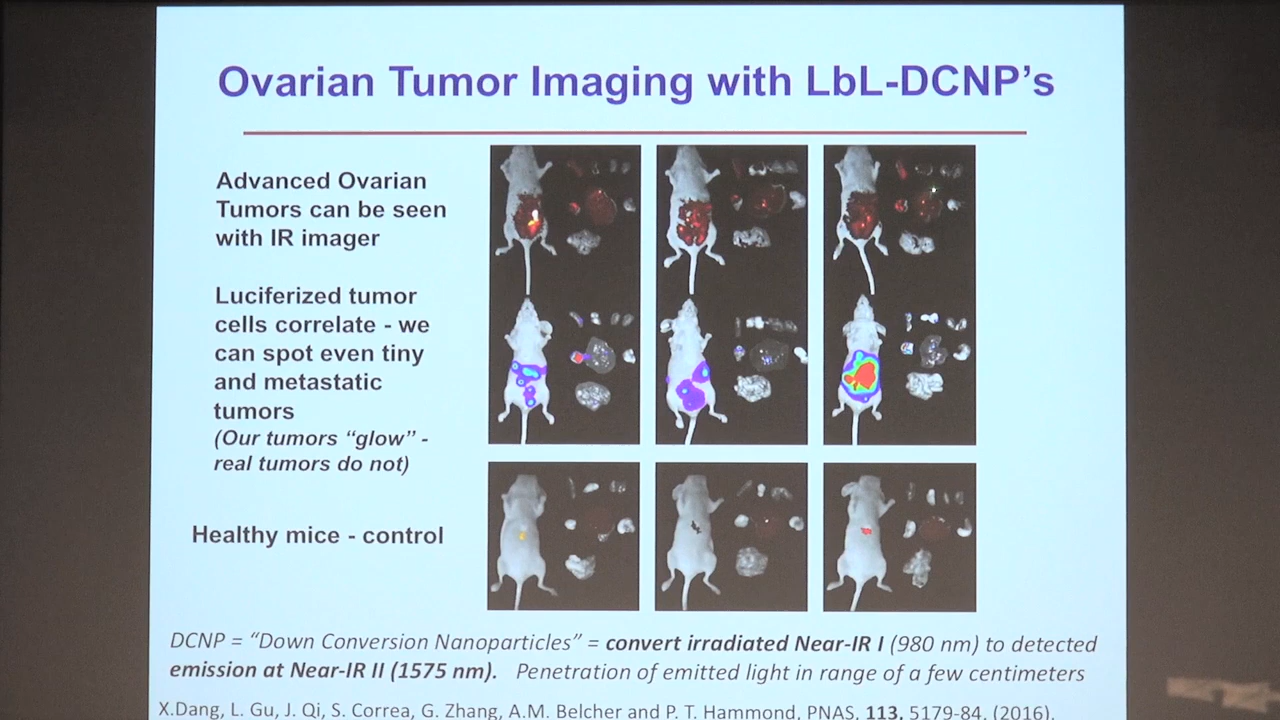 Ovarian Tumor Imaging with LbL-DCNP's
Advanced Ovarian
Tumors can be seen
with IR imager
Luciferized tumor
cells correlate - we
can spot even tiny
and metastatic
tumors
(Our tumors “glow” -
real tumors do not)
Healthy mice - control
DCNP = “Down Conversion Nanoparticles” = convert irradiated Near-IR I (980 nm) to detected
emission at Near-IR II (1575 nm). Penetration of emitted light in range of a few centimeters
X.Dang, L. Gu, J. Qi, S. Correa, G. Zhang, A.M. Belcher and P. T. Hammond, PNAS, 113, 5179-84, (2016).